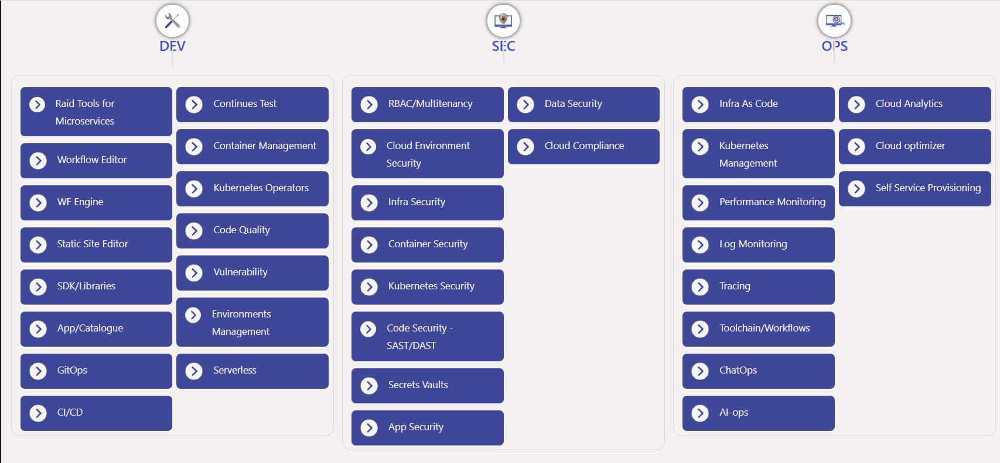 DEV
Raid Tools for
Microservices
Workflow Editor
WF Engine
Static Site Editor
SDK/Libraries
App/Catalogue
GitOps
CI/CD
Continues Test
Container Management
Kubernetes Operators
Code Quality
Vulnerability
Environments
Management
Serverless
SEC
RBAC/Multitenancy
Cloud Environment
Security
Infra Security
Container Security
Kubernetes Security
Code Security -
SAST/DAST
Secrets Vaults
App Security
Data Security
Cloud Compliance
OPS
Infra As Code
Kubernetes
Management
Performance Monitoring
Log Monitoring
Tracing
Toolchain/Workflows
ChatOps
AI-ops
Cloud Analytics
Cloud optimizer
Self Service Provisioning